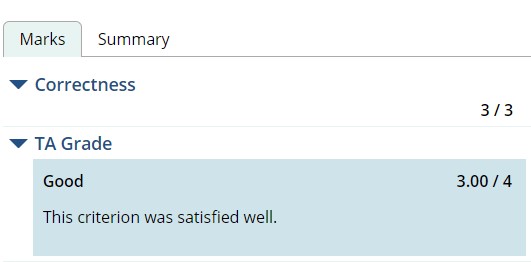 Marks Summary
Correctness
3 / 3
TA Grade
Good 3.00 / 4
This criterion was satisfied well.